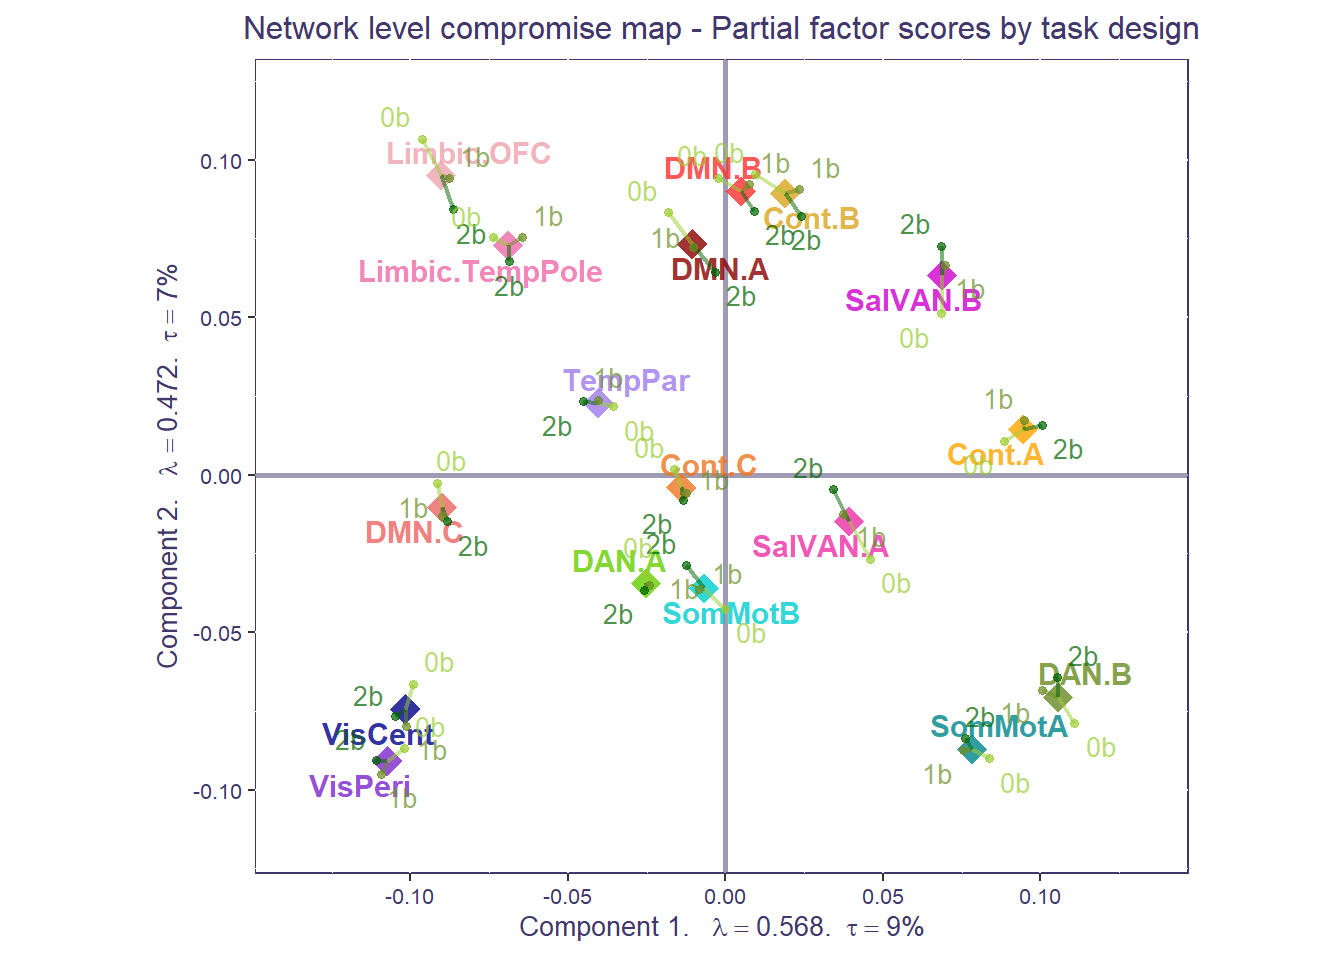 Network level compromise map - Partial factor scores by task design
0b
Limbic.OFC
1b
0b 0b
DMN.B
1b
1b
0b
0b
1b
2b
Cont.B
2b
2b 2b
1b
DMN.A
Limbic.TempPole
2b
2b
SalVAN.B
1b
0b
0.10
0.05
0.00
-0.05
-0.10
TempPar
1b
2b
0b
1b
Cont.A
2b
0b
0b
0b
Cont.C
1b
2b
1b
DMN.C
2b
2b
SalVAN.A
1b
0b
0b
2b
DAN.A
1b
1b
2b
SomMotB
0b
0b
2b
VisCent
0b
2b
1b
VisPeri
1b
2b
DAN.B
2b
1b
SomMotA
0b
1b
0b
-0.10
-0.05
0.00
0.05
0.10
Component 1. λ = 0.568. τ = 9%
Component 2. λ = 0.472. τ = 7%